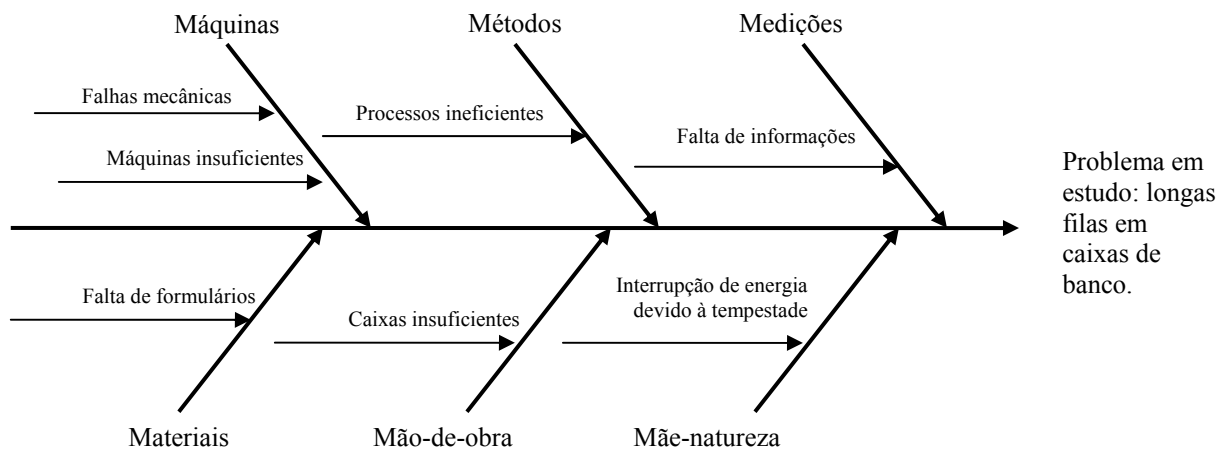 Máquinas
Métodos
Medições
Falhas mecânicas
Processos ineficientes
Falta de informações
Máquinas insuficientes
Problema em
estudo: longas
filas em
caixas de
banco.
Falta de formulários
Caixas insuficientes
Interrupção de energia
devido à tempestade
Materiais
Mão-de-obra
Mãe-natureza